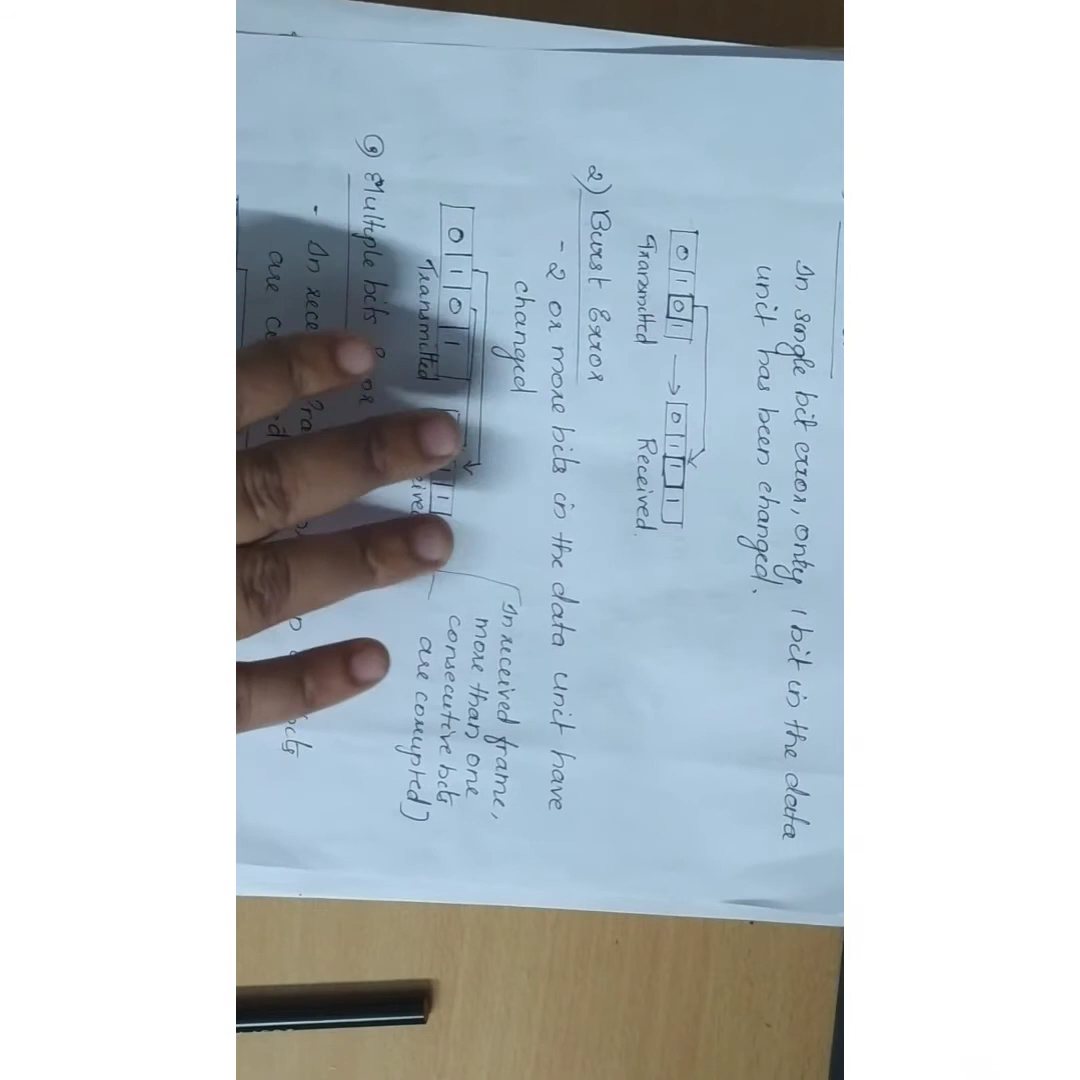 In single bit error, only 1 bit in the data
unit has been changed.
0 1 0 1 → 0 1 1 1
Transmitted Received.
2) Burst Error
- 2 or more bits in the data unit have
changed
0 1 0 1 1 1
Transmitted
[In received frame,
more than one
consecutive bits
are corrupted]
3) Multiple bits
- In
are